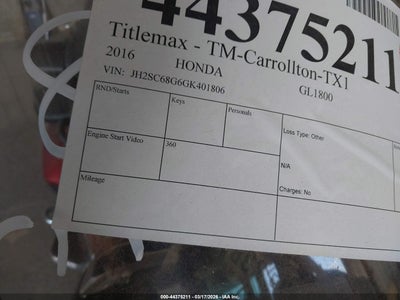 44375211
Titlemax - TM-Carrollton-TX1
2016 HONDA GL1800
VIN: JH2SC68G6GK401806
RND/Starts Keys Personals Loss Type: Other
Engine Start Video 360 N/A
Mileage Charges: No
000-44375211 | 03/17/2026 | IAA Inc.